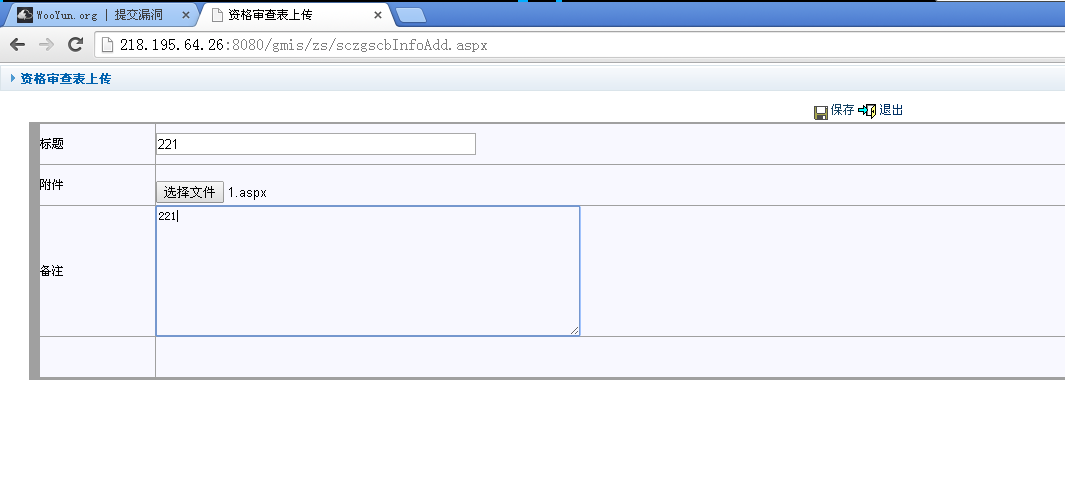 WooYun.org | 提交漏洞
资格审查表上传
218.195.64.26:8080/gmis/zs/sczgscbInfoAdd.aspx
资格审查表上传
保存 退出
标题 221
附件 选择文件 1.aspx
备注 221